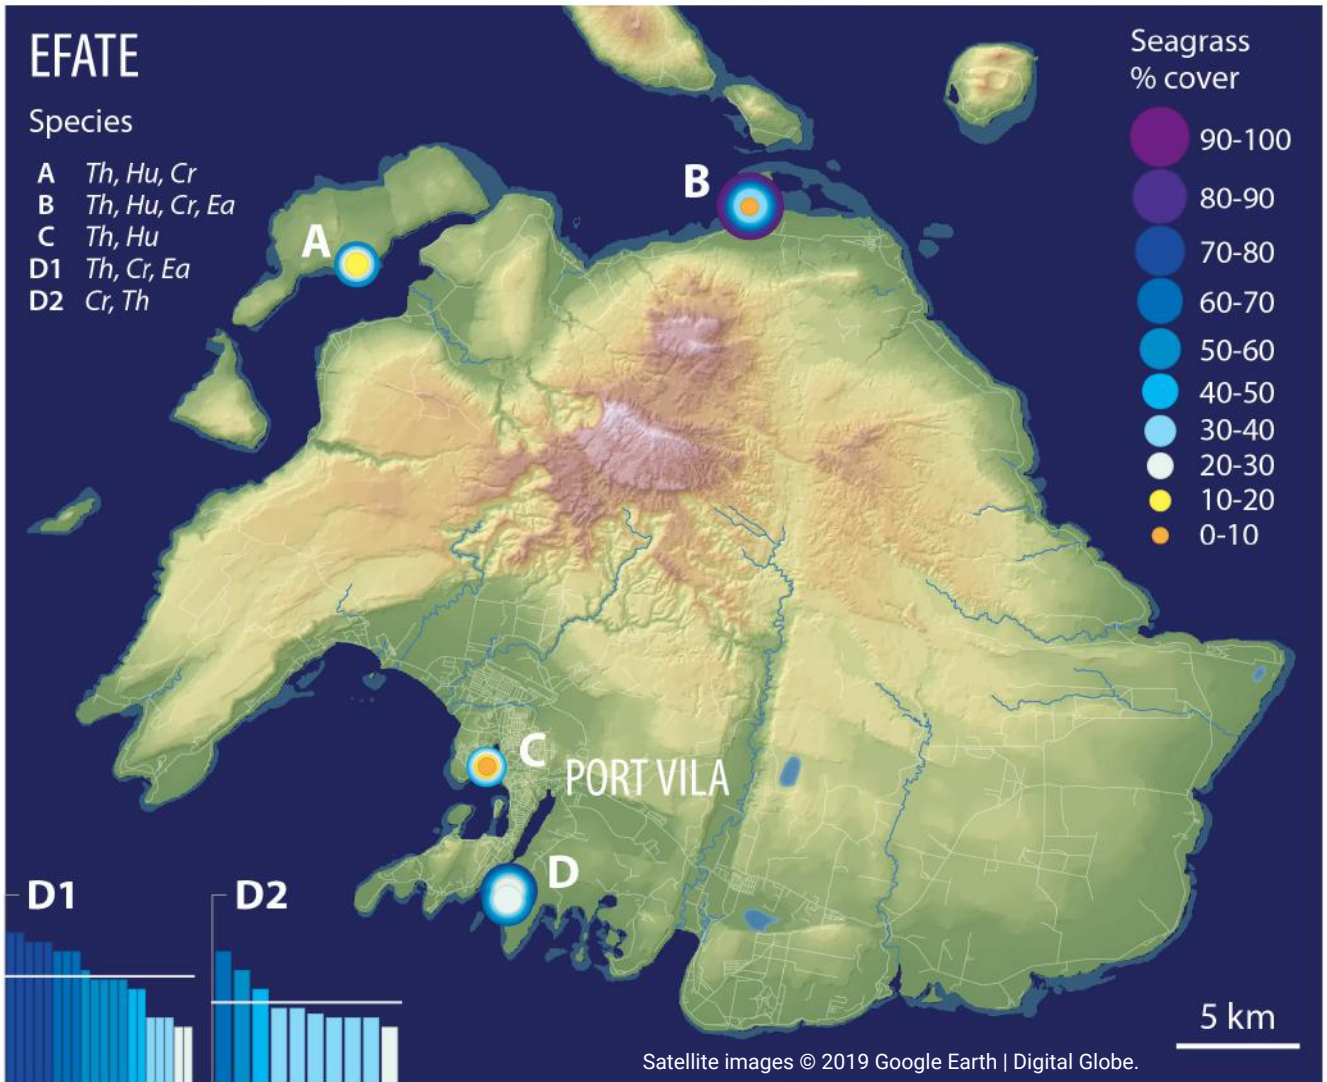 EFATE
Species
A Th, Hu, Cr
B Th, Hu, Cr, Ea
C Th, Hu
D1 Th, Cr, Ea
D2 Cr, Th
Seagrass
% cover
90-100
80-90
70-80
60-70
50-60
40-50
30-40
20-30
10-20
0-10
B
A
C
PORT VILA
D
D1
D2
5 km
Satellite images © 2019 Google Earth | Digital Globe.